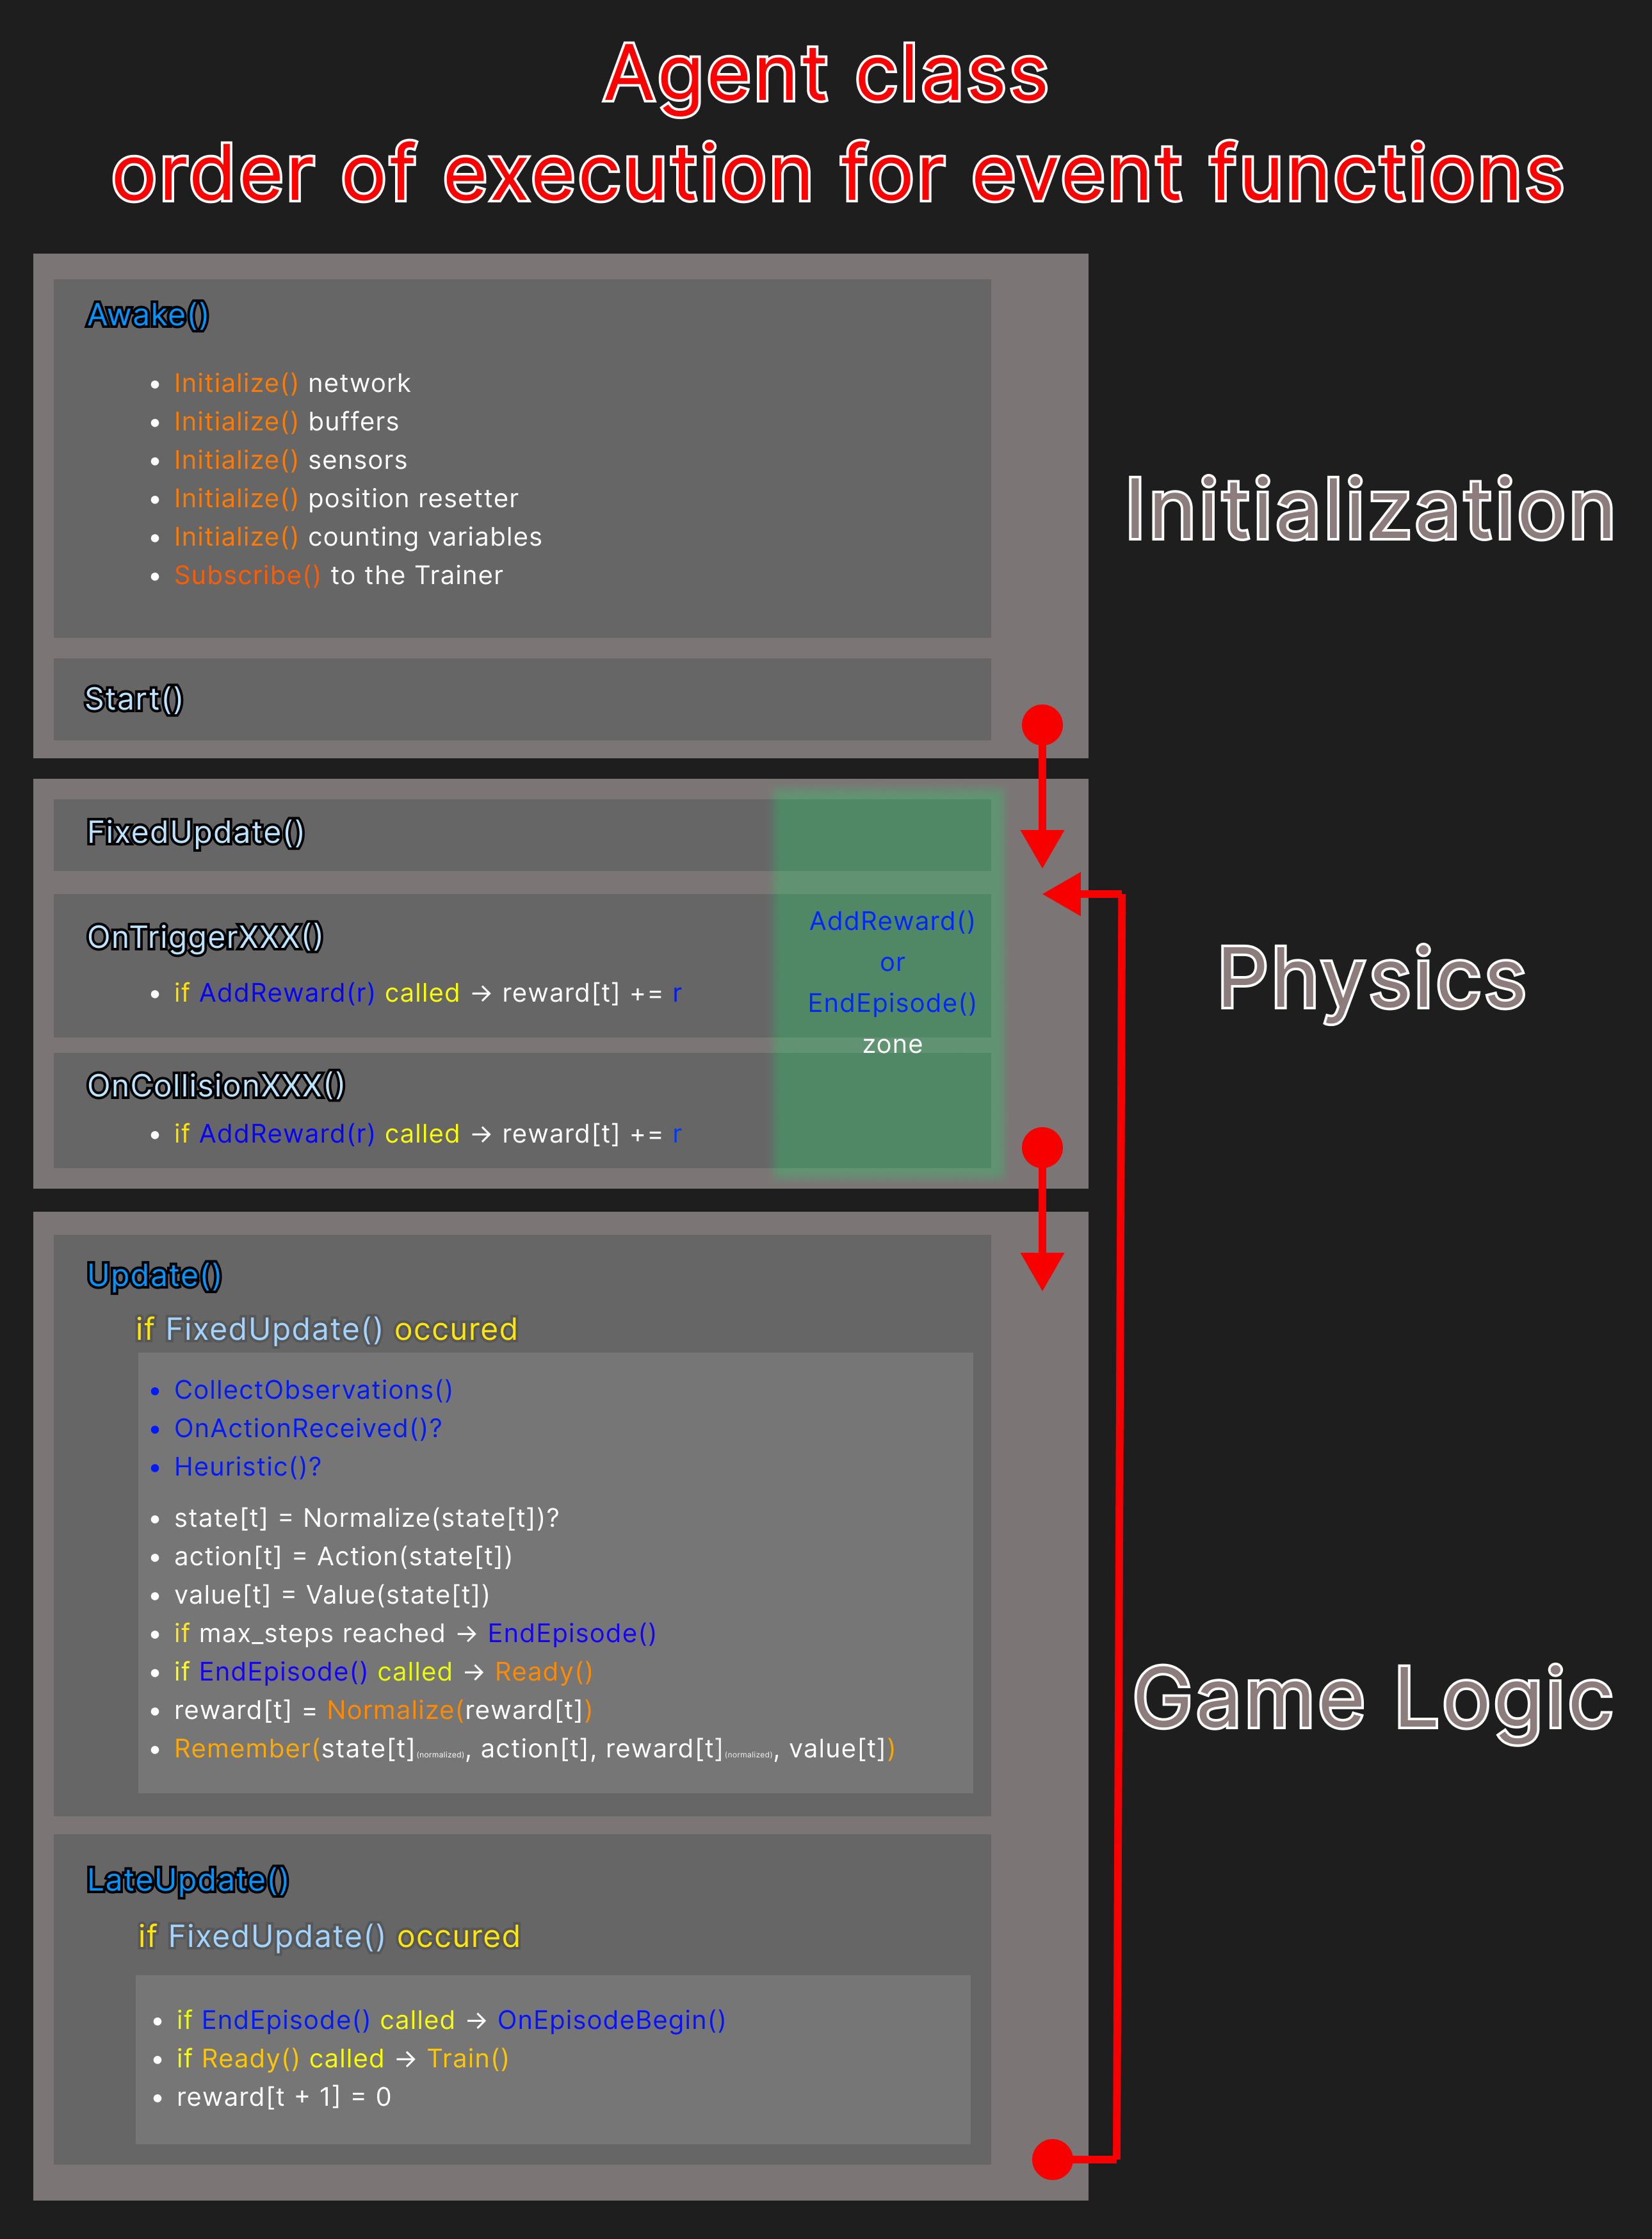 Agent class
order of execution for event functions
Awake()
• Initialize() network
• Initialize() buffers
• Initialize() sensors
• Initialize() position resetter
• Initialize() counting variables
• Subscribe() to the Trainer
Initialization
Start()
FixedUpdate()
OnTriggerXXX()
• if AddReward(r) called → reward[t] += r
AddReward()
or
EndEpisode()
zone
Physics
OnCollisionXXX()
• if AddReward(r) called → reward[t] += r
Update()
if FixedUpdate() occured
• CollectObservations()
• OnActionReceived()?
• Heuristic()?
• state[t] = Normalize(state[t])?
• action[t] = Action(state[t])
• value[t] = Value(state[t])
• if max_steps reached → EndEpisode()
• if EndEpisode() called → Ready()
• reward[t] = Normalize(reward[t])
• Remember(state[t](normalized), action[t], reward[t](normalized), value[t])
Game Logic
LateUpdate()
if FixedUpdate() occured
• if EndEpisode() called → OnEpisodeBegin()
• if Ready() called → Train()
• reward[t + 1] = 0